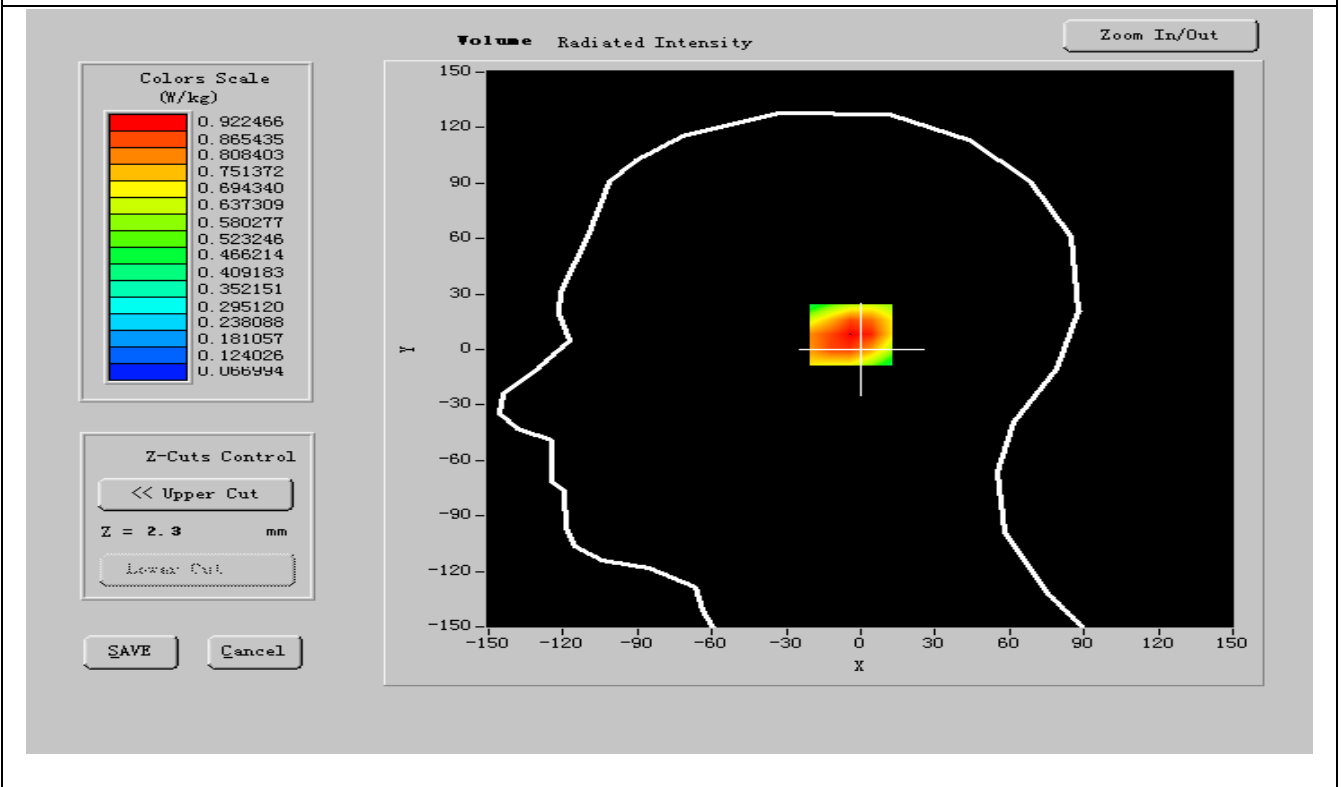 Volume Radiated Intensity
Zoom In/Out
Colors Scale
(W/kg)
0.922466
0.865435
0.808403
0.751372
0.694340
0.637309
0.580277
0.523246
0.466214
0.409183
0.352151
0.295120
0.238088
0.181057
0.124026
0.066994
Z-Cuts Control
<< Upper Cut
Z = 2.3 mm
Lower Cut
SAVE Cancel
150
120
90
60
30
0
-30
-60
-90
-120
-150
Y
-150 -120 -90 -60 -30 0 30 60 90 120 150
X